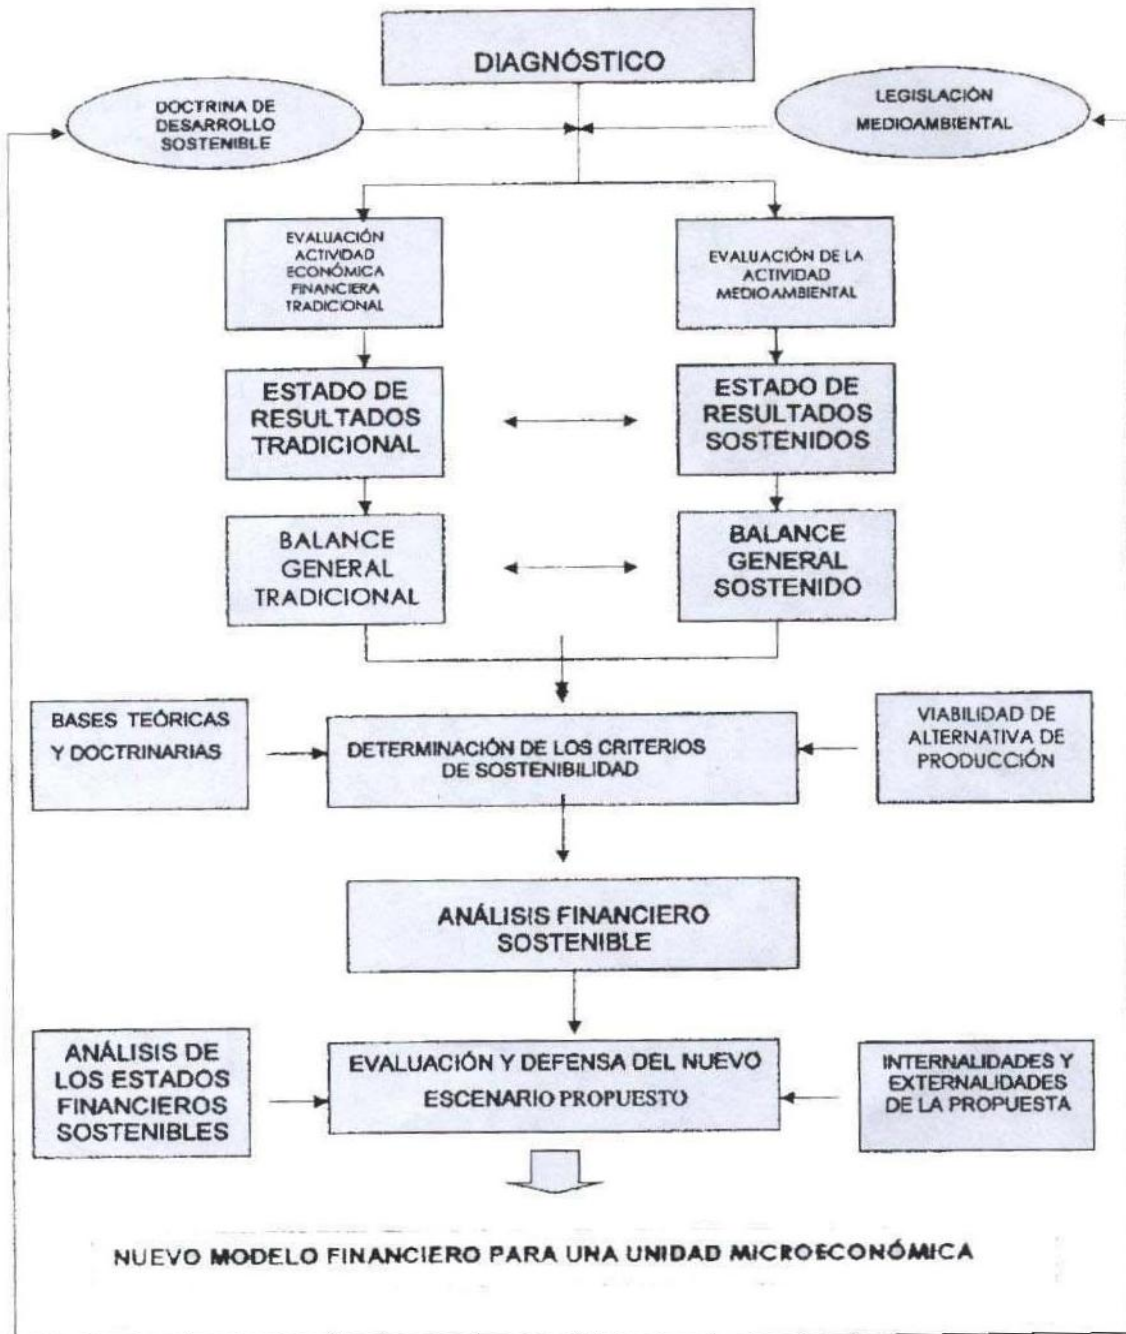 DIAGNÓSTICO
DOCTRINA DE
DESARROLLO
SOSTENIBLE
LEGISLACIÓN
MEDIOAMBIENTAL
EVALUACIÓN
ACTIVIDAD
ECONÓMICA
FINANCIERA
TRADICIONAL
EVALUACIÓN DE LA
ACTIVIDAD
MEDIOAMBIENTAL
ESTADO DE
RESULTADOS
TRADICIONAL
ESTADO DE
RESULTADOS
SOSTENIDOS
BALANCE
GENERAL
TRADICIONAL
BALANCE
GENERAL
SOSTENIDO
BASES TEÓRICAS
Y DOCTRINARIAS
DETERMINACIÓN DE LOS CRITERIOS
DE SOSTENIBILIDAD
VIABILIDAD DE
ALTERNATIVA DE
PRODUCCIÓN
ANÁLISIS FINANCIERO
SOSTENIBLE
ANÁLISIS DE
LOS ESTADOS
FINANCIEROS
SOSTENIBLES
EVALUACIÓN Y DEFENSA DEL NUEVO
ESCENARIO PROPUESTO
INTERNALIDADES Y
EXTERNALIDADES
DE LA PROPUESTA
NUEVO MODELO FINANCIERO PARA UNA UNIDAD MICROECONÓMICA